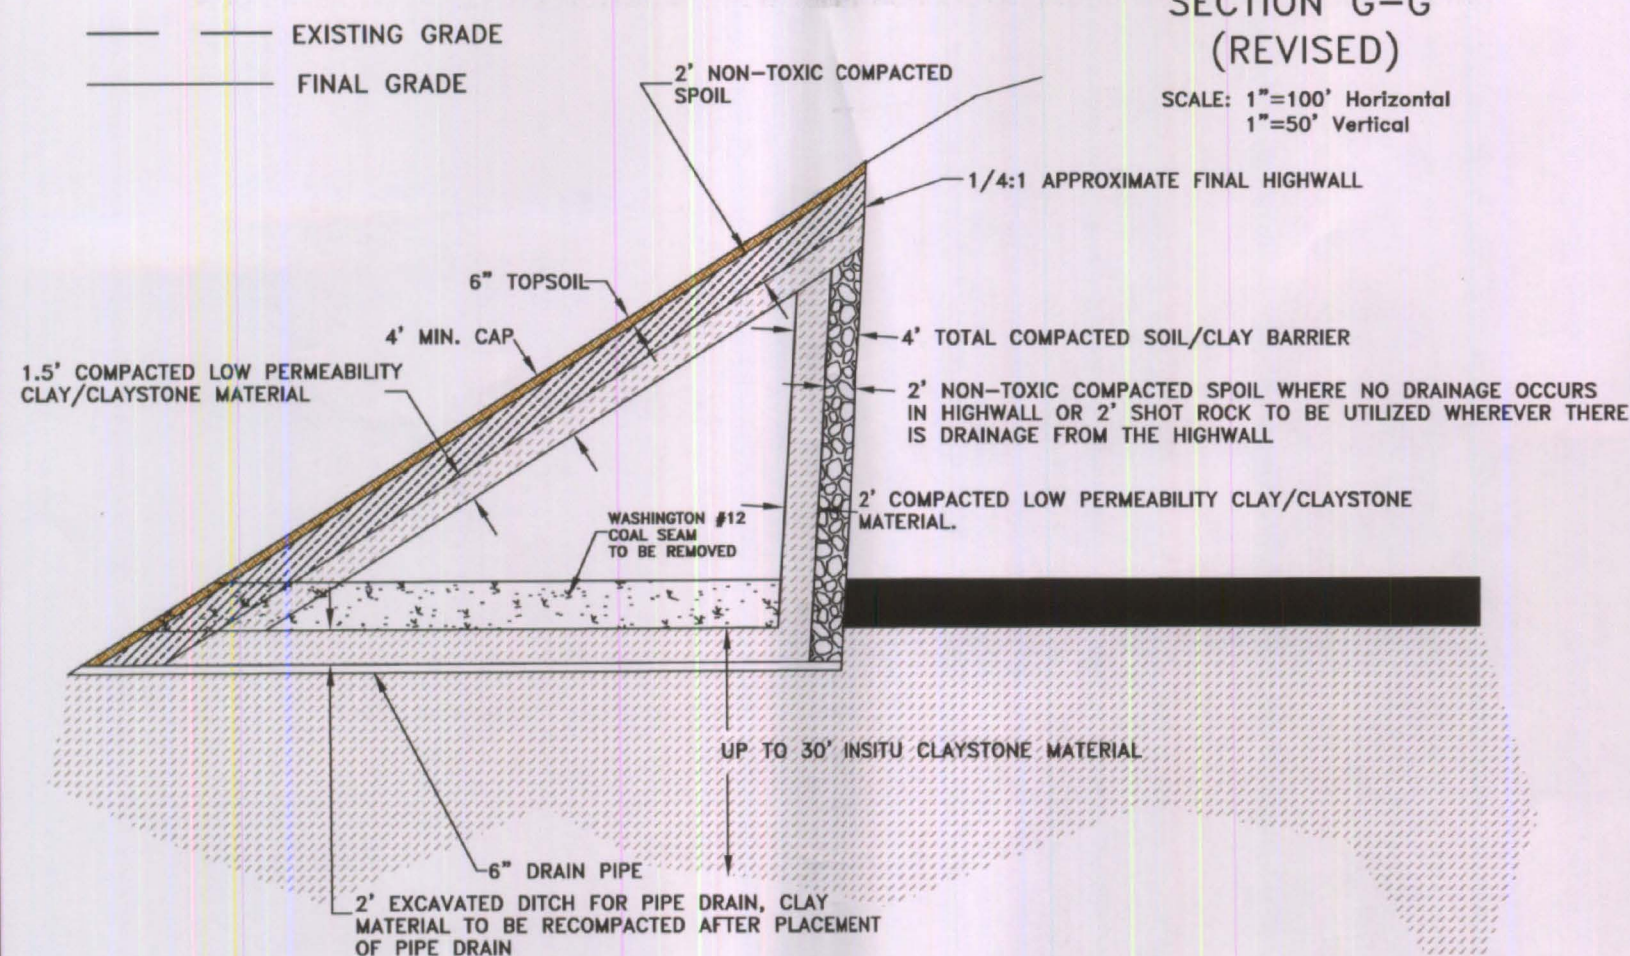 SECTION G-G
(REVISED)
SCALE: 1"=100' Horizontal
1"=50' Vertical
EXISTING GRADE
FINAL GRADE
2' NON-TOXIC COMPACTED
SPOIL
1/4:1 APPROXIMATE FINAL HIGHWALL
6" TOPSOIL
4' MIN. CAP
1.5' COMPACTED LOW PERMEABILITY
CLAY/CLAYSTONE MATERIAL
4' TOTAL COMPACTED SOIL/CLAY BARRIER
2' NON-TOXIC COMPACTED SPOIL WHERE NO DRAINAGE OCCURS
IN HIGHWALL OR 2' SHOT ROCK TO BE UTILIZED WHEREVER THERE
IS DRAINAGE FROM THE HIGHWALL
2' COMPACTED LOW PERMEABILITY CLAY/CLAYSTONE
MATERIAL.
WASHINGTON #12
COAL SEAM
TO BE REMOVED
UP TO 30' INSITU CLAYSTONE MATERIAL
6" DRAIN PIPE
2' EXCAVATED DITCH FOR PIPE DRAIN, CLAY
MATERIAL TO BE RECOMPACTED AFTER PLACEMENT
OF PIPE DRAIN